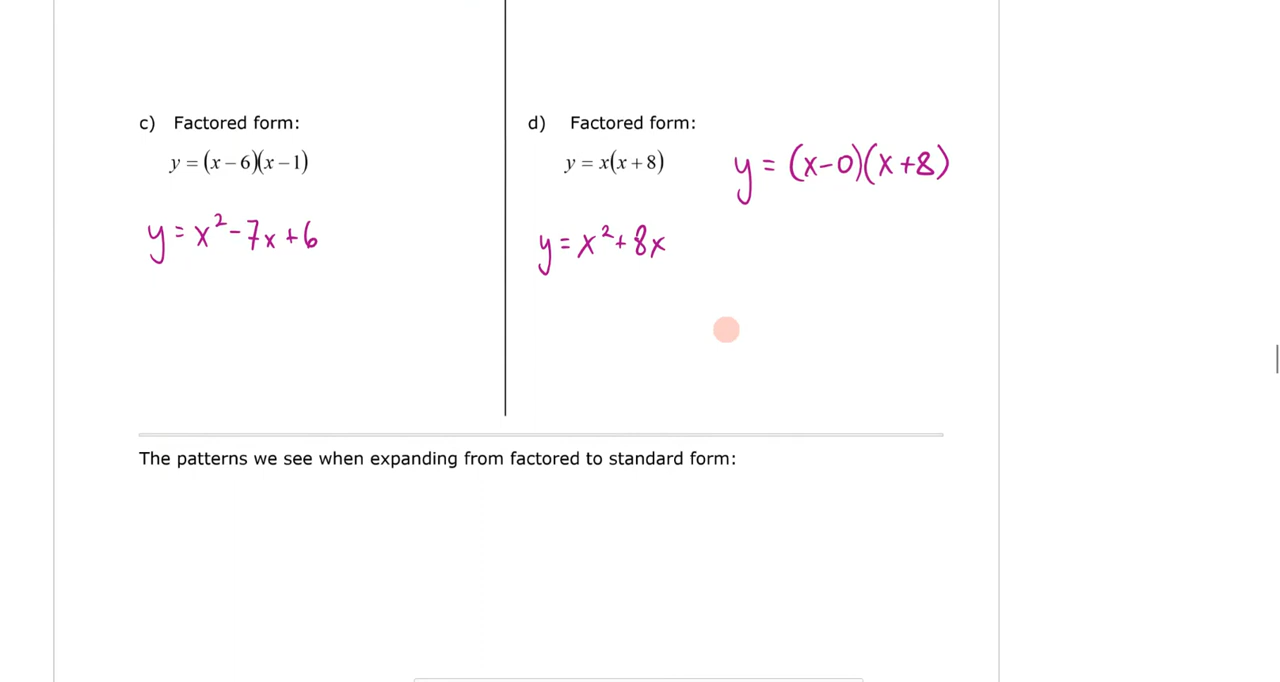 c) Factored form:
y = (x – 6)(x – 1)
y = x² - 7x + 6
d) Factored form:
y = x(x + 8)
y = (x-0)(x+8)
y = x² + 8x
The patterns we see when expanding from factored to standard form: